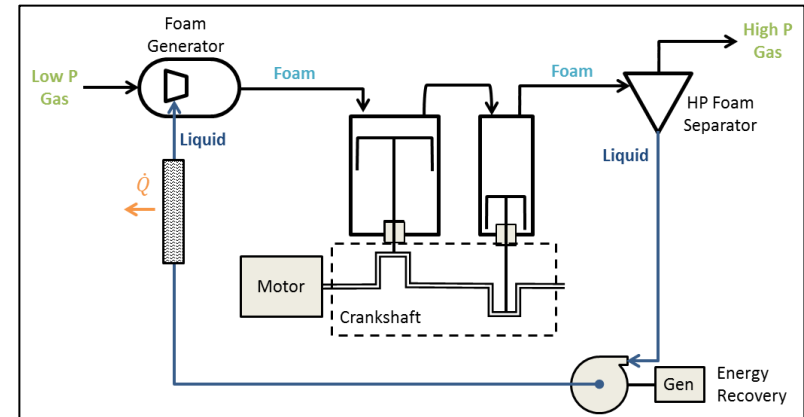 Foam
Generator
High P
Gas
Low P
Gas
Foam
Foam
HP Foam
Separator
Liquid
Liquid
Q̇
Motor
Crankshaft
Gen
Energy
Recovery